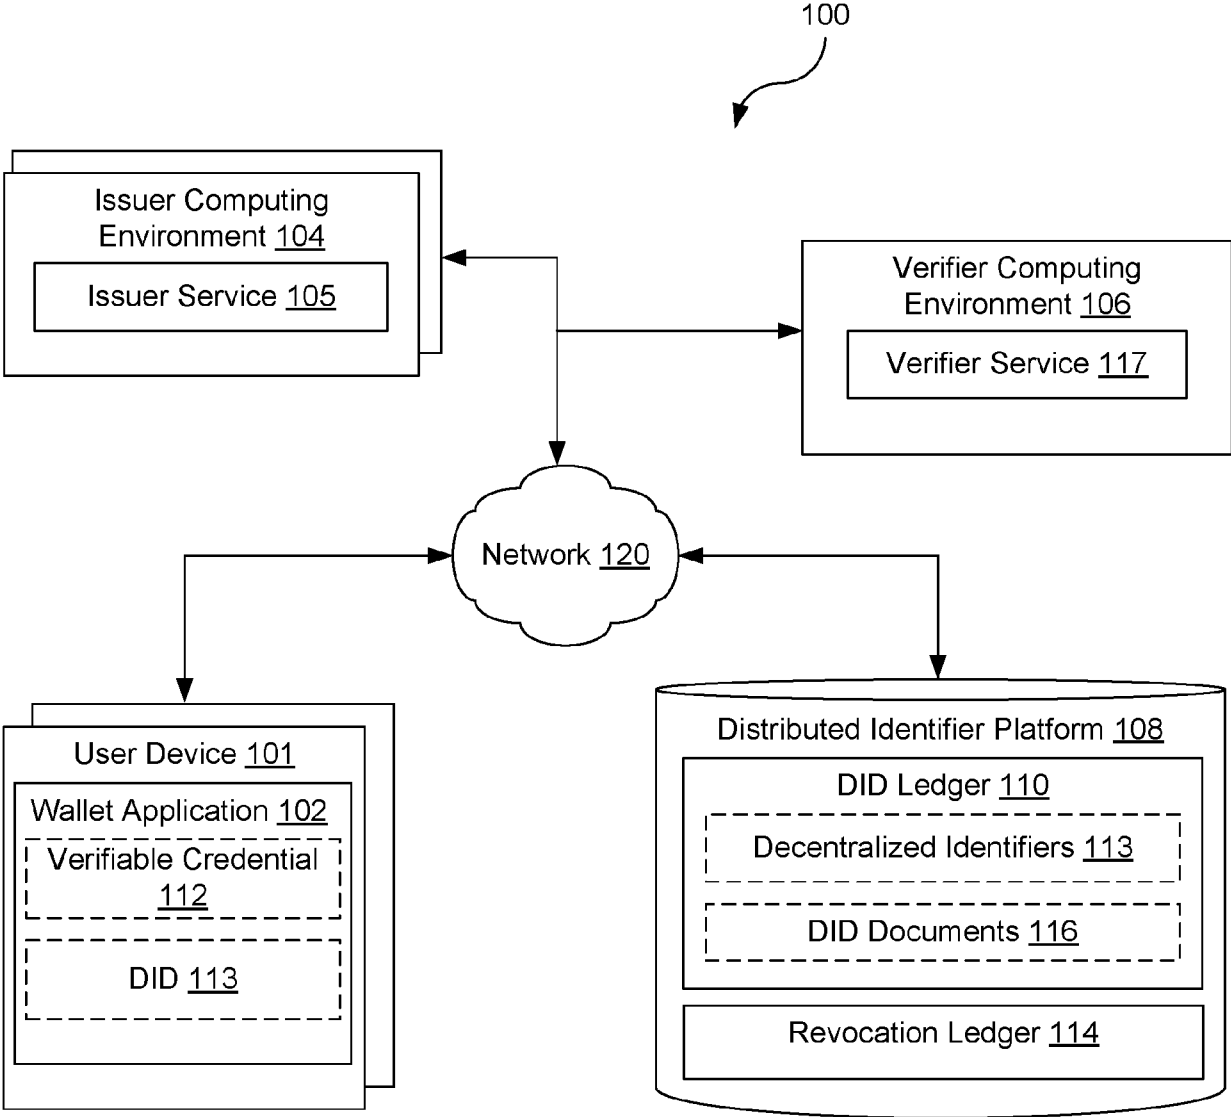 100
Issuer Computing
Environment 104
Issuer Service 105
Verifier Computing
Environment 106
Verifier Service 117
Network 120
User Device 101
Wallet Application 102
Verifiable Credential
112
DID 113
Distributed Identifier Platform 108
DID Ledger 110
Decentralized Identifiers 113
DID Documents 116
Revocation Ledger 114